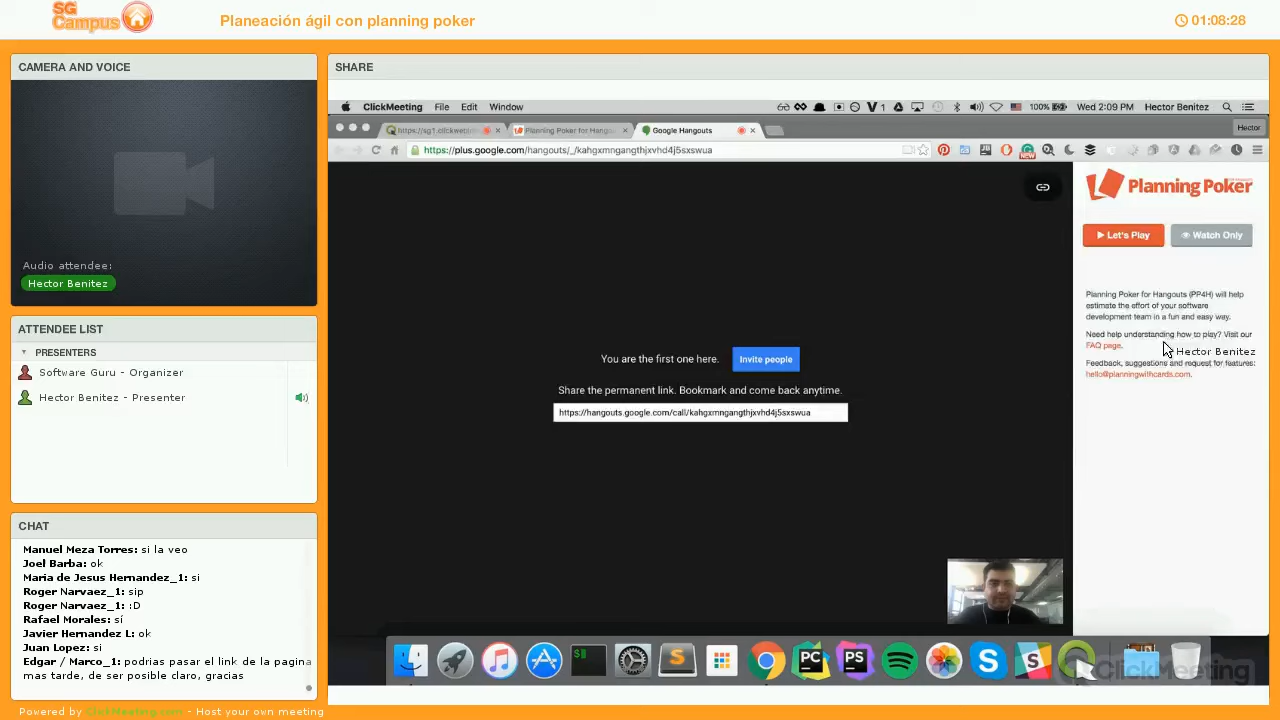 SG
Campus
Planeación ágil con planning poker
01:08:28
CAMERA AND VOICE
Audio attendee:
Hector Benitez
ATTENDEE LIST
PRESENTERS
Software Guru - Organizer
Hector Benitez - Presenter
CHAT
Manuel Meza Torres: si la veo
Joel Barba: ok
Maria de Jesus Hernandez_1: si
Roger Narvaez_1: sip
Roger Narvaez_1: :D
Rafael Morales: sí
Javier Hernandez L: ok
Juan Lopez: si
Edgar / Marco_1: podrias pasar el link de la pagina
mas tarde, de ser posible claro, gracias
SHARE
ClickMeeting File Edit Window
100% Wed 2:09 PM Hector Benitez
https://sg1.clickwebin
Planning Poker for Hango
Google Hangouts
Hector
https://plus.google.com/hangouts/_/kahgxmngangthjxvhd4j5sxswua
You are the first one here. Invite people
Share the permanent link. Bookmark and come back anytime.
https://hangouts.google.com/call/kahgxmngangthjxvhd4j5sxswua
Planning Poker
Let's Play
Watch Only
Planning Poker for Hangouts (PP4H) will help
estimate the effort of your software
development team in a fun and easy way.
Need help understanding how to play? Visit our
FAQ page.
Hector Benitez
Feedback, suggestions and request for features:
hello@planningwithcards.com.
PC
PS
ClickMeeting
Powered by ClickMeeting.com - Host your own meeting